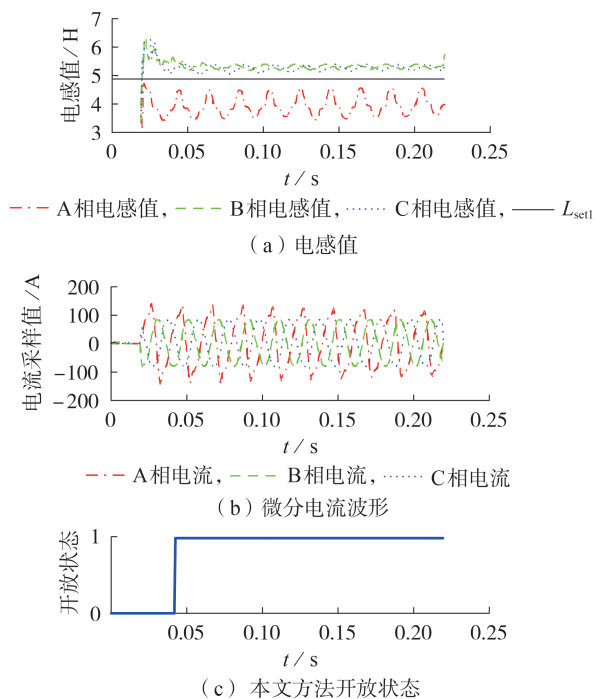 电感值 / H
7
6
5
4
3
0.05 0.10 0.15 0.20 0.25
t / s
A相电感值, B相电感值, C相电感值, Lset1
(a)电感值
电流采样值 /A
200
100
0
-100
-200
0 0.05 0.10 0.15 0.20 0.25
t / s
A相电流, B相电流, C相电流
(b)微分电流波形
开放状态
1
0
0.05 0.10 0.15 0.20 0.25
t / s
(c)本文方法开放状态